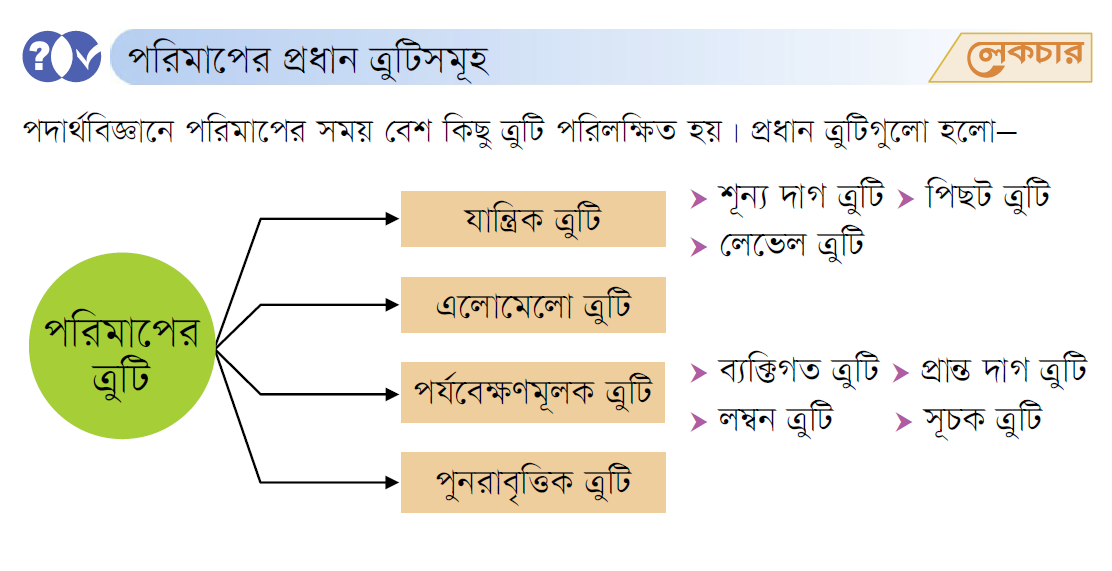 পরিমাপের প্রধান ত্রুটিসমূহ
লেকচার
পদার্থবিজ্ঞানে পরিমাপের সময় বেশ কিছু ত্রুটি পরিলক্ষিত হয়। প্রধান ত্রুটিগুলো হলো–
পরিমাপের
ত্রুটি
যান্ত্রিক ত্রুটি
➤ শূন্য দাগ ত্রুটি ➤ পিছট ত্রুটি
➤ লেভেল ত্রুটি
এলোমেলো ত্রুটি
পর্যবেক্ষণমূলক ত্রুটি
➤ ব্যক্তিগত ত্রুটি ➤ প্রান্ত দাগ ত্রুটি
➤ লম্বন ত্রুটি ➤ সূচক ত্রুটি
পুনরাবৃত্তিক ত্রুটি